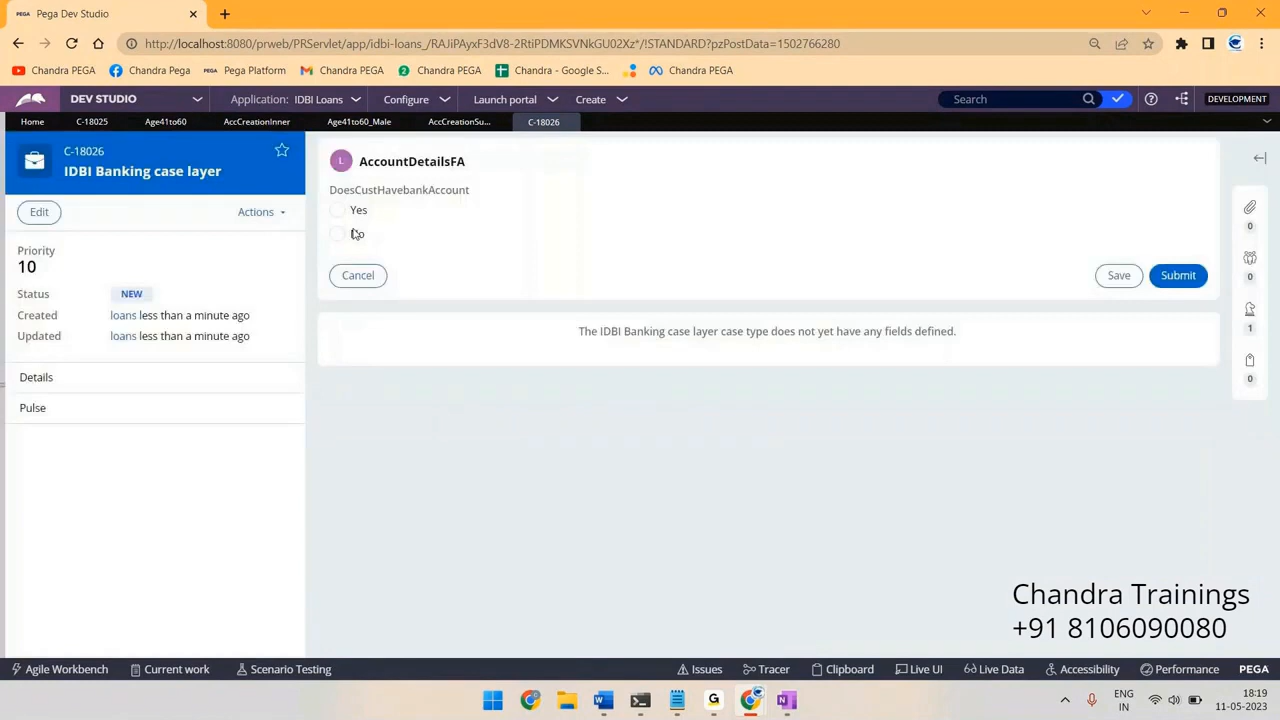 Pega Dev Studio
http://localhost:8080/prweb/PRServlet/app/idbi-loans_/RAJiPAyxF3dV8-2RtiPDMKSVNkGU02Xz*/!STANDARD?pzPostData=1502766280
Chandra PEGA
Chandra Pega
Pega Platform
Chandra PEGA
Chandra PEGA
Chandra - Google S...
Chandra PEGA
DEV STUDIO
Application: IDBI Loans
Configure
Launch portal
Create
Search
DEVELOPMENT
Home
C-18025
Age41to60
AccCreationInner
Age41to60_Male
AccCreationSu...
C-18026
C-18026
IDBI Banking case layer
Edit
Actions
Priority
10
Status NEW
Created loans less than a minute ago
Updated loans less than a minute ago
Details
Pulse
L AccountDetailsFA
DoesCustHavebankAccount
Yes
Cancel
Save
Submit
The IDBI Banking case layer case type does not yet have any fields defined.
0
0
1
0
Chandra Trainings
+91 8106090080
Agile Workbench
Current work
Scenario Testing
Issues
Tracer
Clipboard
Live UI
Live Data
Accessibility
Performance
PEGA
ENG
IN
18:19
11-05-2023